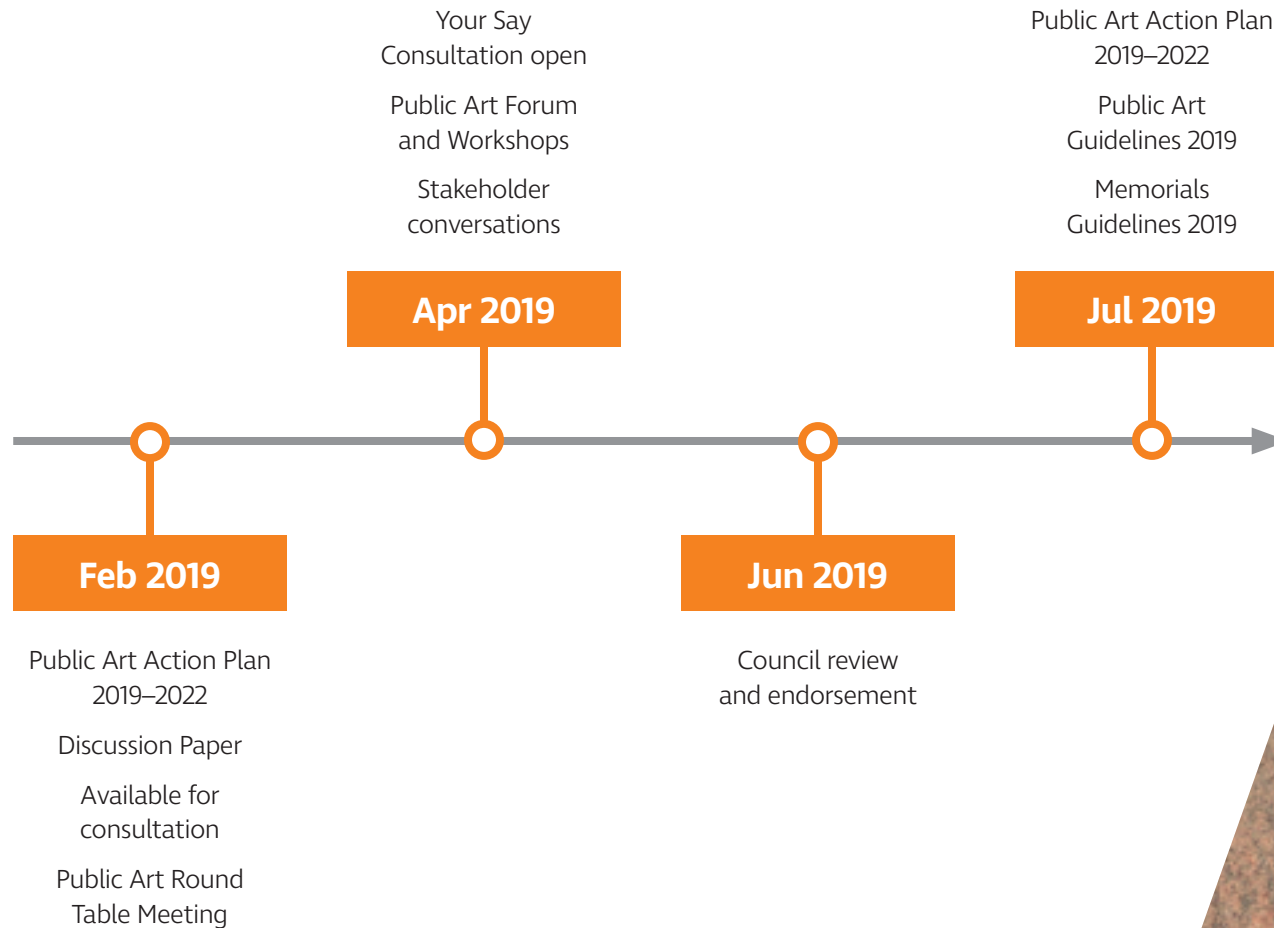 Your Say
Consultation open
Public Art Forum
and Workshops
Stakeholder
conversations
Apr 2019
Public Art Action Plan
2019–2022
Public Art
Guidelines 2019
Memorials
Guidelines 2019
Jul 2019
Feb 2019
Public Art Action Plan
2019–2022
Discussion Paper
Available for
consultation
Public Art Round
Table Meeting
Jun 2019
Council review
and endorsement